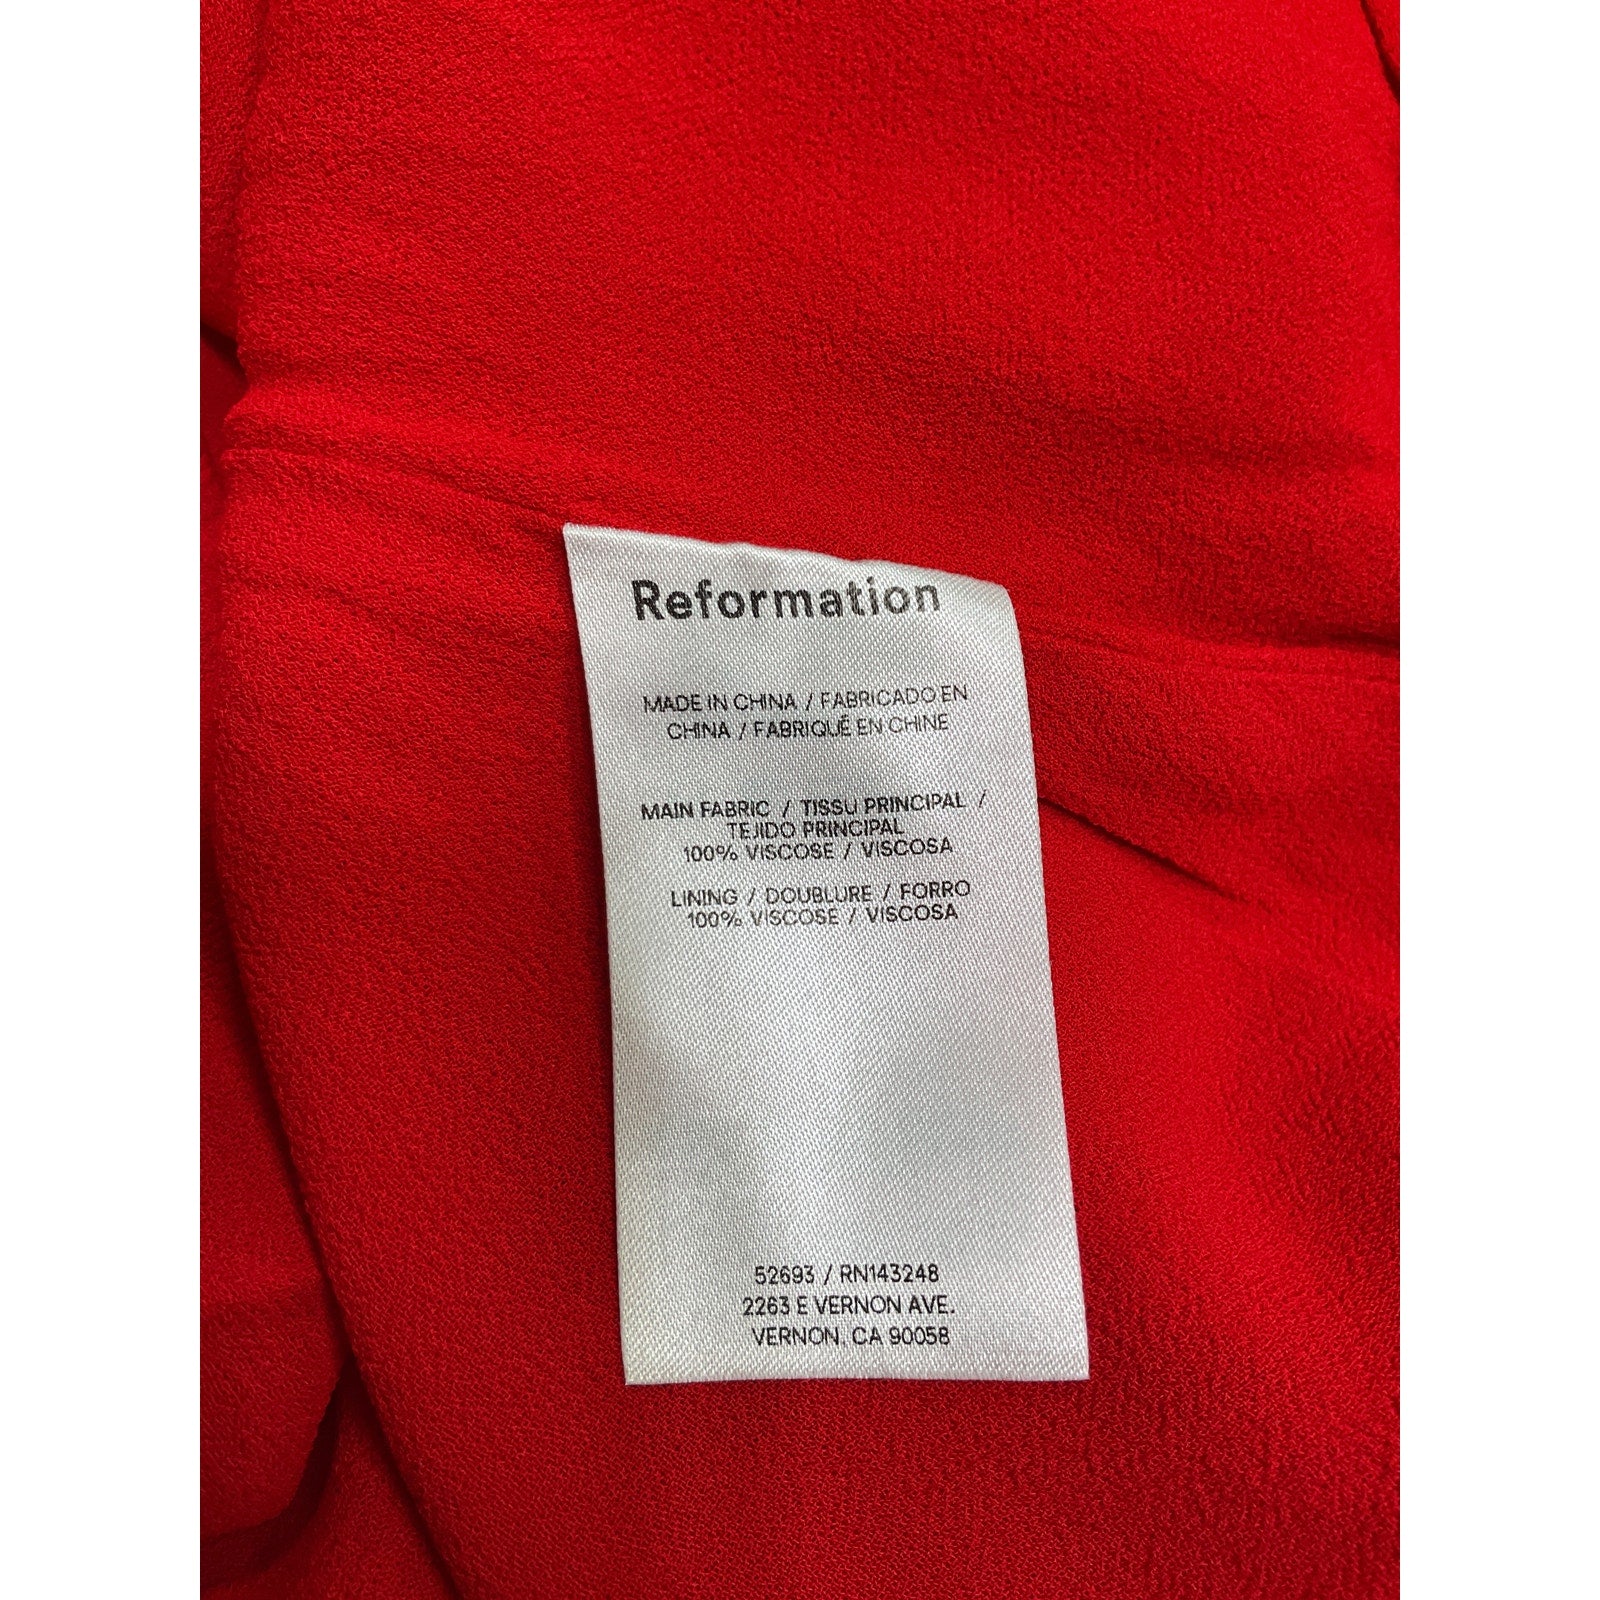 Reformation
MADE IN CHINA / FABRICADO EN
CHINA / FABRIQUÉ EN CHINE
MAIN FABRIC / TISSU PRINCIPAL /
TEJIDO PRINCIPAL
100% VISCOSE / VISCOSA
LINING / DOUBLURE / FORRO
100% VISCOSE / VISCOSA
52693 / RN143248
2263 E VERNON AVE.
VERNON, CA 90058